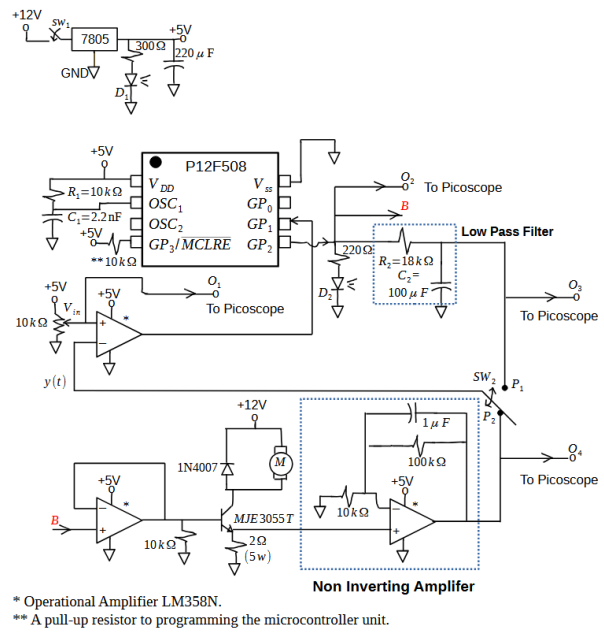 +12V
SW1
7805
+5V
300Ω
220 μF
GND
D1
+5V
P12F508
R1=10kΩ
VDD
Vss
OSC1
GP0
C1=2.2nF
OSC2
GP1
+5V
GP3/MCLRE
GP2
**10kΩ
O2
To Picoscope
B
Low Pass Filter
220Ω
R2=18kΩ
C2=
100 μF
D2
+5V
Vin
+5V
O1
To Picoscope
10kΩ
*
+
−
O3
To Picoscope
y(t)
SW2
P1
P2
+12V
1N4007
M
1μF
100kΩ
O4
To Picoscope
+5V
*
−
+
B
MJE3055T
10kΩ
2Ω
(5w)
10kΩ
+5V
*
−
+
Non Inverting Amplifer
* Operational Amplifier LM358N.
** A pull-up resistor to programming the microcontroller unit.